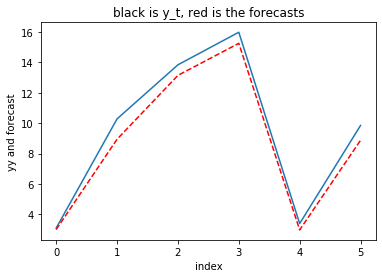 black is y_t, red is the forecasts
16
14
12
10
8
6
4
yy and forecast
0 1 2 3 4 5
index